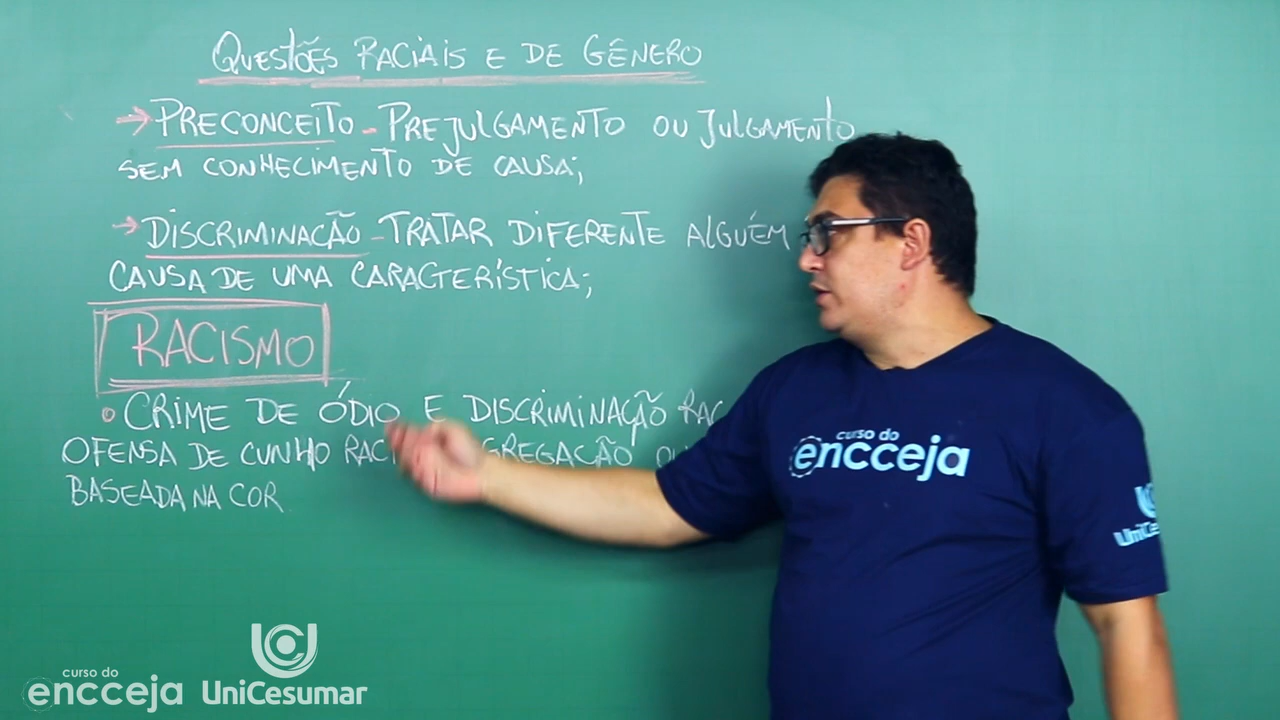 QUESTÕES RACIAIS E DE GÊNERO
→ PRECONCEITO - PREJULGAMENTO OU JULGAMENTO
SEM CONHECIMENTO DE CAUSA;
→ DISCRIMINAÇÃO - TRATAR DIFERENTE ALGUÉM
CAUSA DE UMA CARACTERÍSTICA;
RACISMO
• CRIME DE ÓDIO E DISCRIMINAÇÃO
OFENSA DE CUNHO
BASEADA NA COR
curso do
encceja
UniCesumar
curso do
encceja